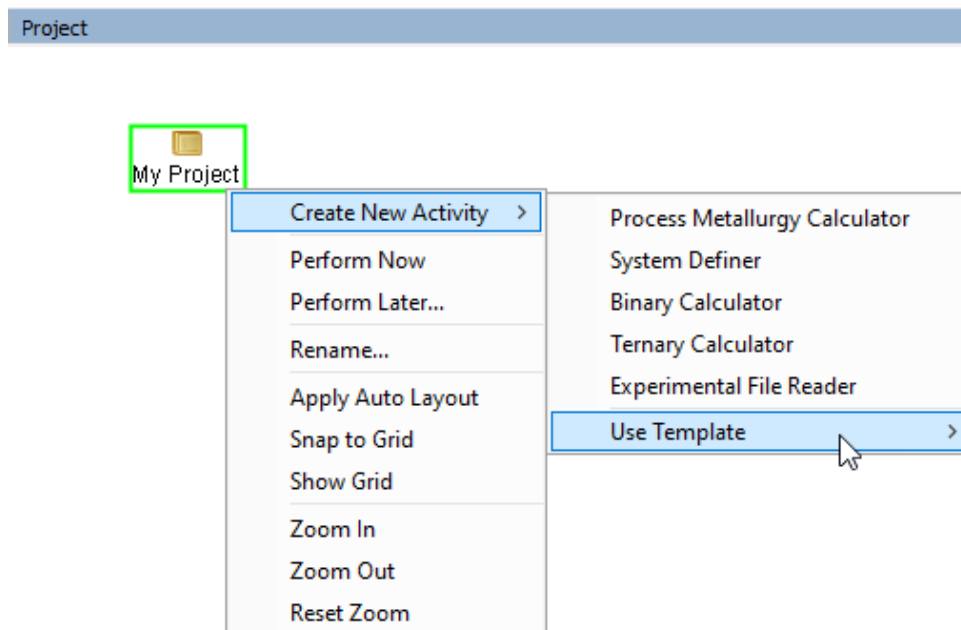 Project
My Project
Create New Activity
Perform Now
Perform Later...
Rename...
Apply Auto Layout
Snap to Grid
Show Grid
Zoom In
Zoom Out
Reset Zoom
Process Metallurgy Calculator
System Definer
Binary Calculator
Ternary Calculator
Experimental File Reader
Use Template